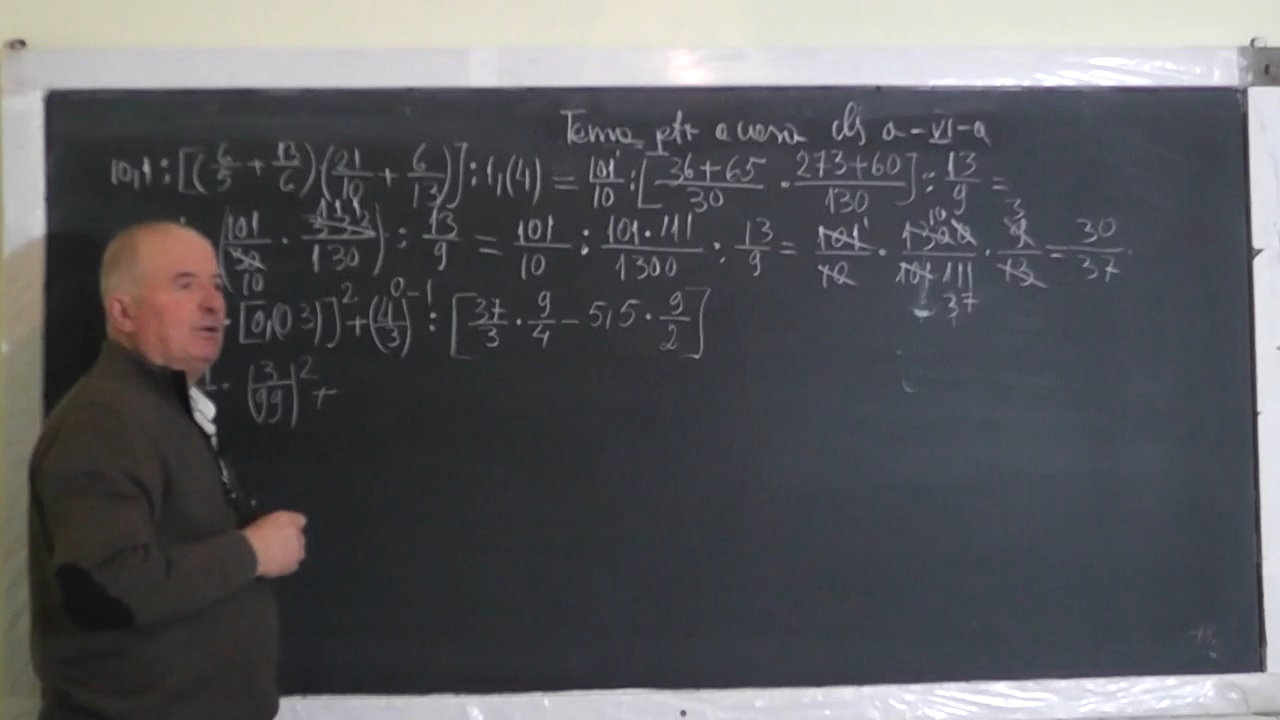 Tema ptr acasa cls a-VI-a
10,1 : [(6/5 + 13/6)(21/10 + 6/13)] : 1,(4) = 101/10 : [36+65/30 · 273+60/130] : 13/9 =
(101/30 · 333/130) : 13/9 = 101/10 : 101·111/1300 : 13/9 = 101/10 · 1300/101·111 · 9/13 = 30/37
· [0,(03)]² + (4/3)⁰⁻¹ : [37/3 · 9/4 − 5,5 · 9/2]
· (3/99)² +